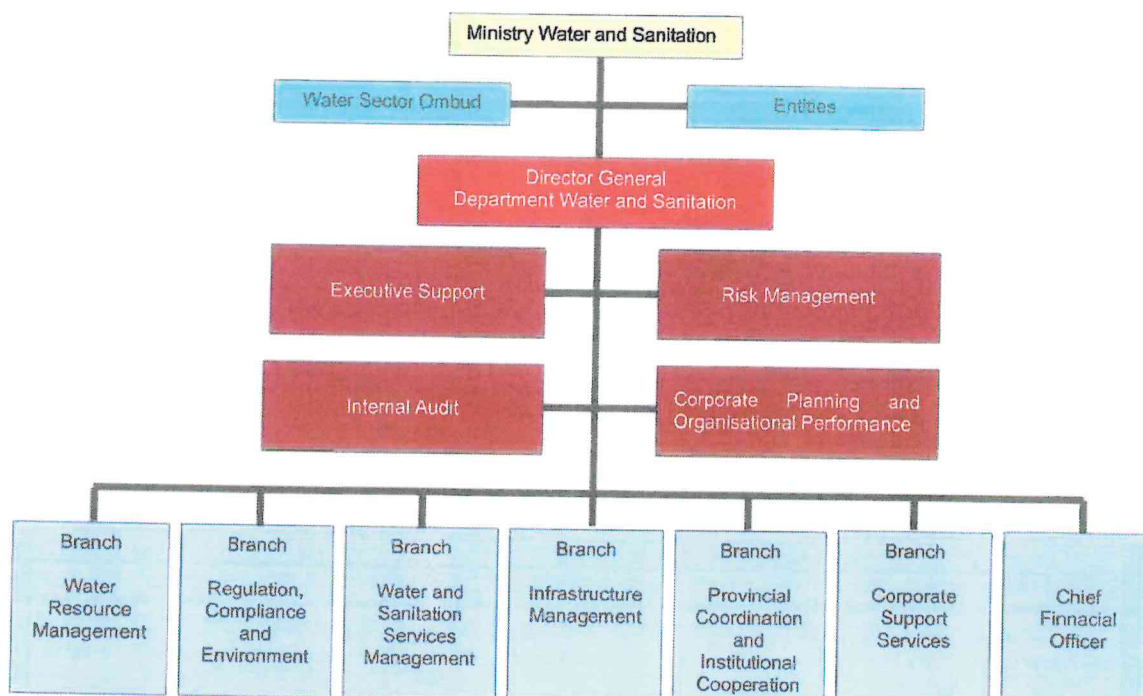 Ministry Water and Sanitation
Water Sector Ombud
Entities
Director General
Department Water and Sanitation
Executive Support
Risk Management
Internal Audit
Corporate Planning and
Organisational Performance
Branch
Water
Resource
Management
Branch
Regulation,
Compliance
and
Environment
Branch
Water and
Sanitation
Services
Management
Branch
Infrastructure
Management
Branch
Provincial
Coordination
and
Institutional
Cooperation
Branch
Corporate
Support
Services
Chief
Finnacial
Officer